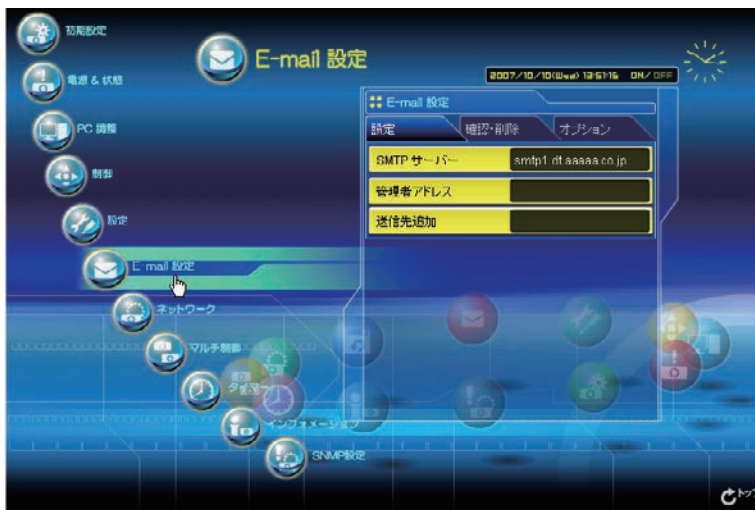 初期設定
電源 & 状態
PC 調整
制御
設定
E-mail 設定
ネットワーク
マルチ制御
タイマー
インフォメーション
SNMP設定
E-mail 設定
2007/10/10(Wed) 13:51:16 ON/OFF
E-mail 設定
設定 確認・削除 オプション
SMTP サーバー smtp1.df.aaaaa.co.jp
管理者アドレス
送信先追加
トップ